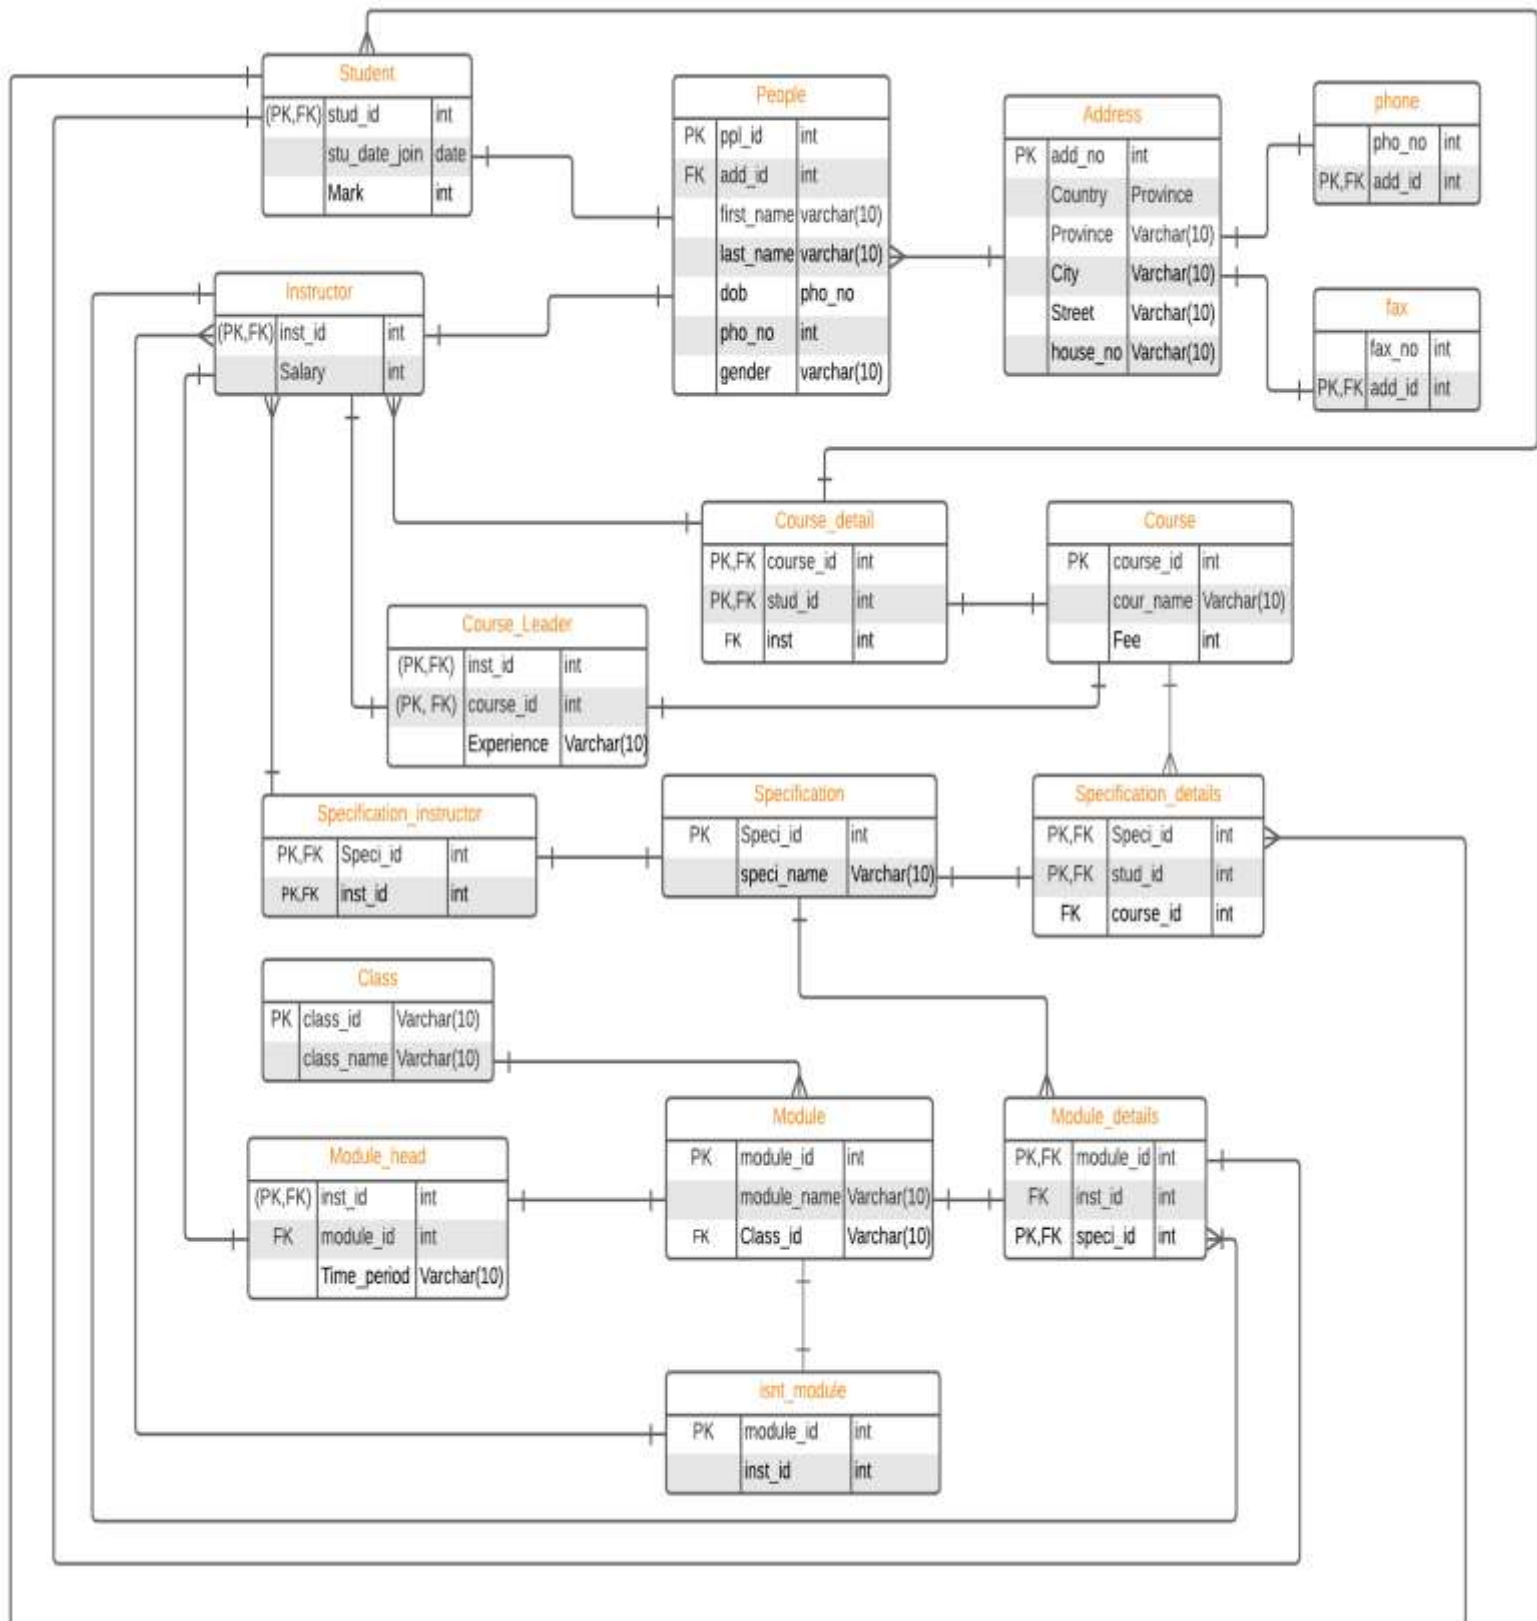 Student
(PK,FK) stud_id int
stu_date_join date
Mark int
People
PK ppl_id int
FK add_id int
first_name varchar(10)
last_name varchar(10)
dob pho_no
pho_no int
gender varchar(10)
Address
PK add_no int
Country Province
Province Varchar(10)
City Varchar(10)
Street Varchar(10)
house_no Varchar(10)
phone
pho_no int
PK,FK add_id int
fax
fax_no int
PK,FK add_id int
Instructor
(PK,FK) inst_id int
Salary int
Course_detail
PK,FK course_id int
PK,FK stud_id int
FK inst int
Course
PK course_id int
cour_name Varchar(10)
Fee int
Course_Leader
(PK,FK) inst_id int
(PK, FK) course_id int
Experience Varchar(10)
Specification_instructor
PK,FK Speci_id int
PK,FK inst_id int
Specification
PK Speci_id int
speci_name Varchar(10)
Specification_details
PK,FK Speci_id int
PK,FK stud_id int
FK course_id int
Class
PK class_id Varchar(10)
class_name Varchar(10)
Module_head
(PK,FK) inst_id int
FK module_id int
Time_period Varchar(10)
Module
PK module_id int
module_name Varchar(10)
FK Class_id Varchar(10)
Module_details
PK,FK module_id int
FK inst_id int
PK,FK speci_id int
isnt_module
PK module_id int
inst_id int